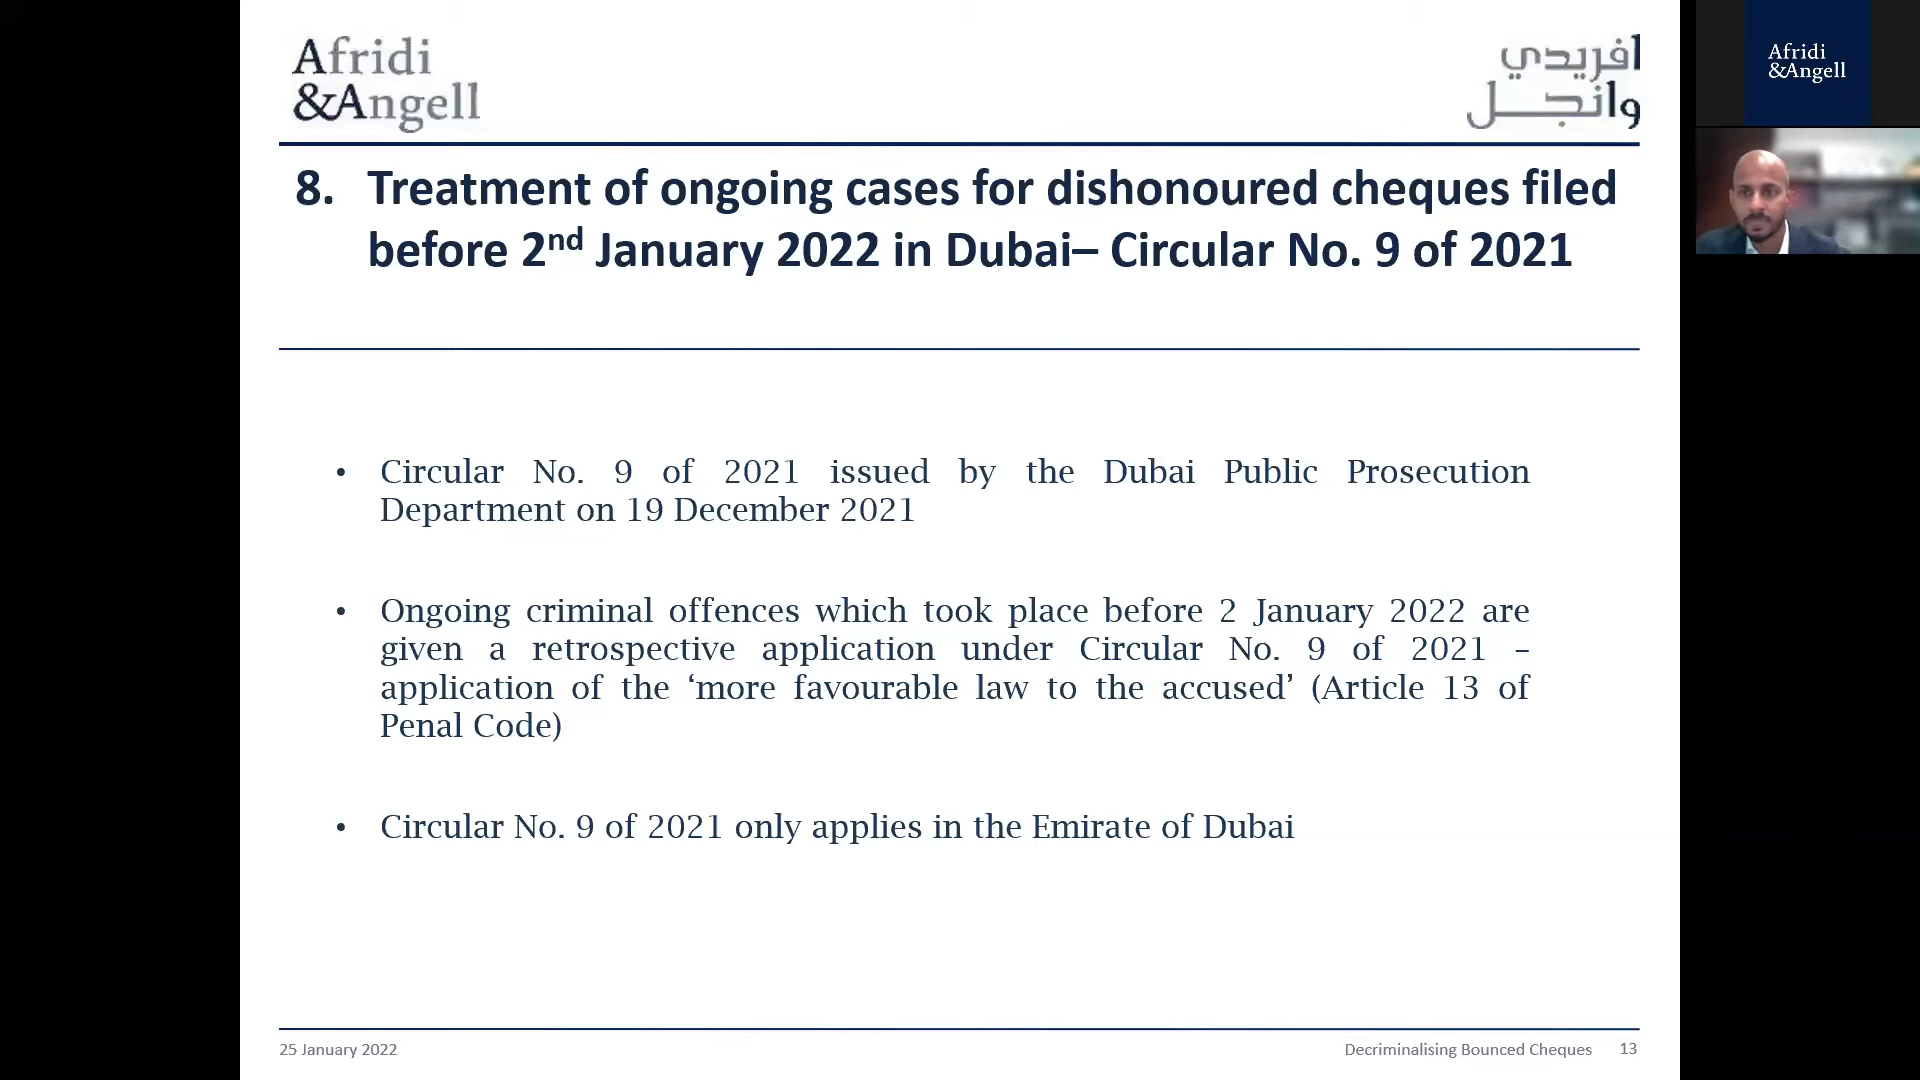 Afridi
&Angell
افريدي
وانجل
Afridi
&Angell
8. Treatment of ongoing cases for dishonoured cheques filed
before 2nd January 2022 in Dubai– Circular No. 9 of 2021
• Circular No. 9 of 2021 issued by the Dubai Public Prosecution
Department on 19 December 2021
• Ongoing criminal offences which took place before 2 January 2022 are
given a retrospective application under Circular No. 9 of 2021 –
application of the ‘more favourable law to the accused’ (Article 13 of
Penal Code)
• Circular No. 9 of 2021 only applies in the Emirate of Dubai
25 January 2022
Decriminalising Bounced Cheques 13